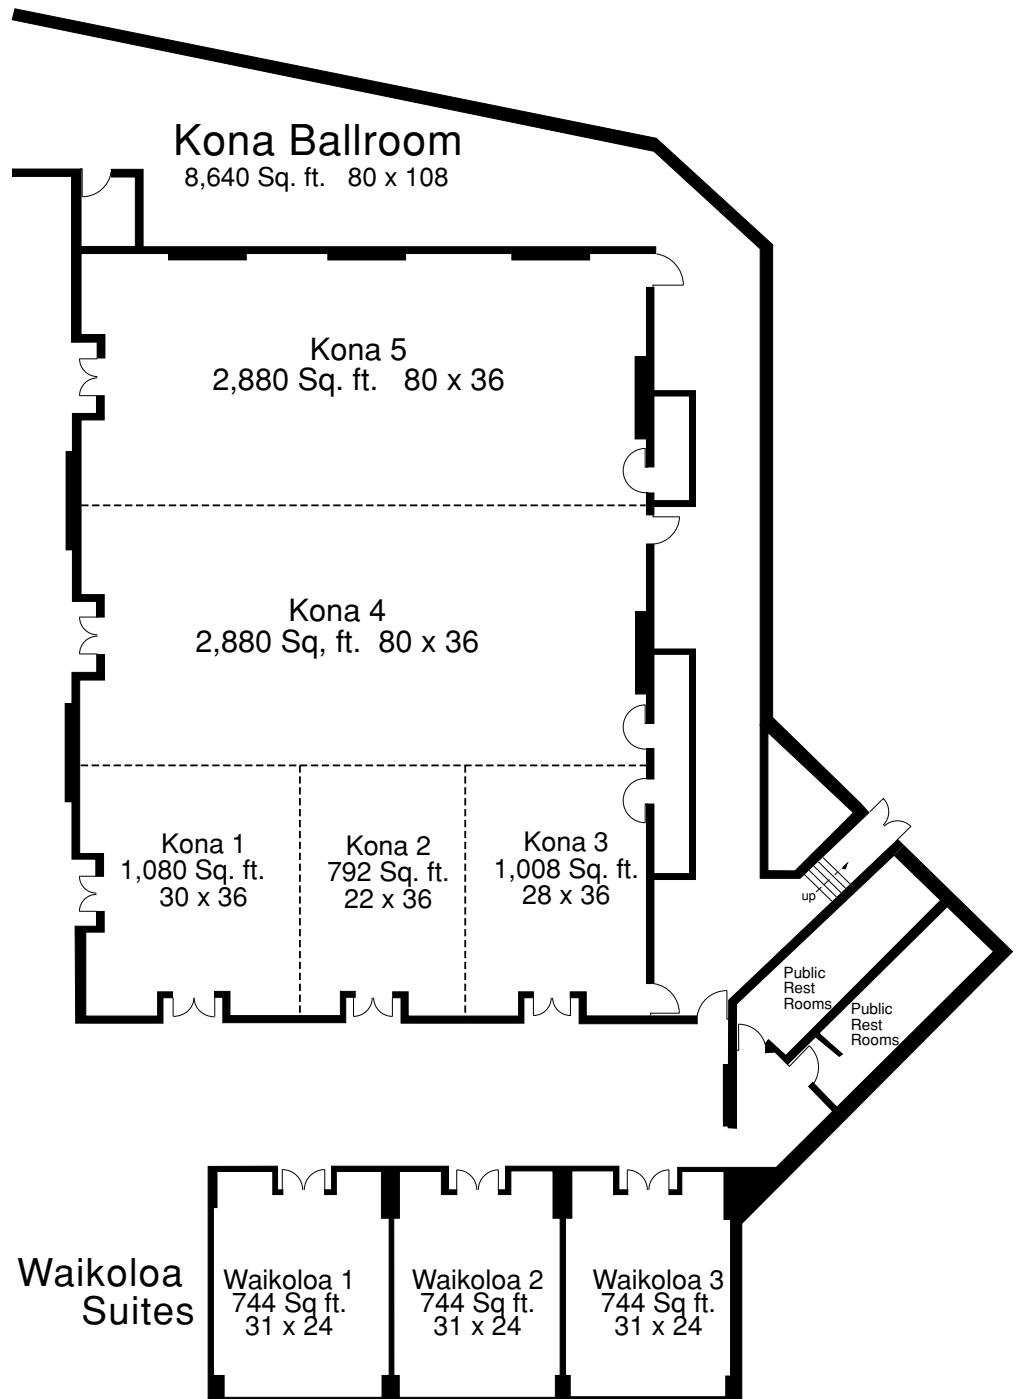 Kona Ballroom
8,640 Sq. ft. 80 x 108
Kona 5
2,880 Sq. ft. 80 x 36
Kona 4
2,880 Sq, ft. 80 x 36
Kona 1
1,080 Sq. ft.
30 x 36
Kona 2
792 Sq. ft.
22 x 36
Kona 3
1,008 Sq. ft.
28 x 36
up
Public
Rest
Rooms
Public
Rest
Rooms
Waikoloa
Suites
Waikoloa 1
744 Sq ft.
31 x 24
Waikoloa 2
744 Sq ft.
31 x 24
Waikoloa 3
744 Sq ft.
31 x 24